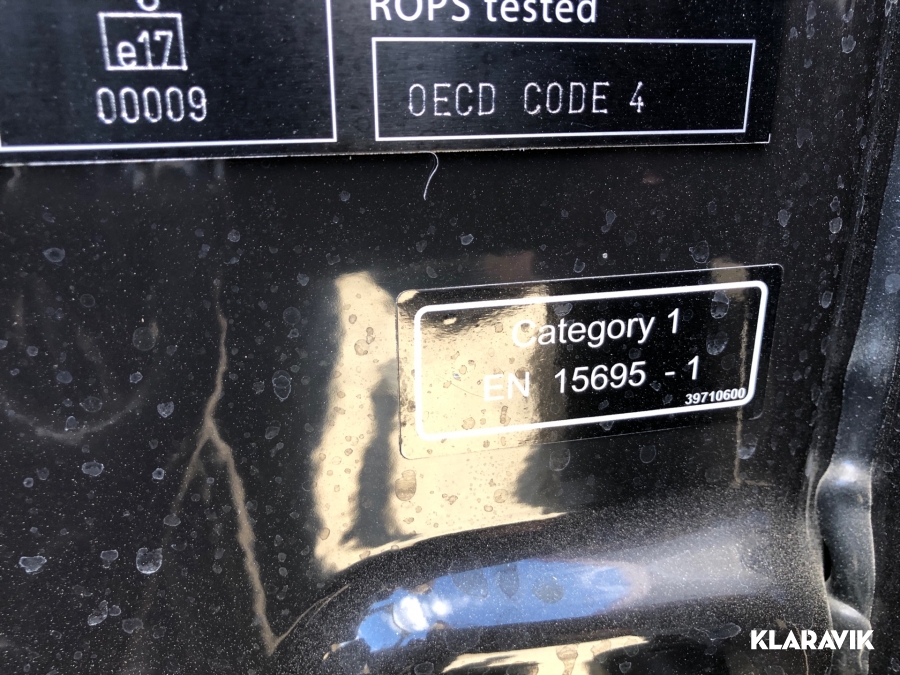 ROPS tested
e17
00009
OECD CODE 4
Category 1
EN 15695 - 1
39710600
KLARAVIK